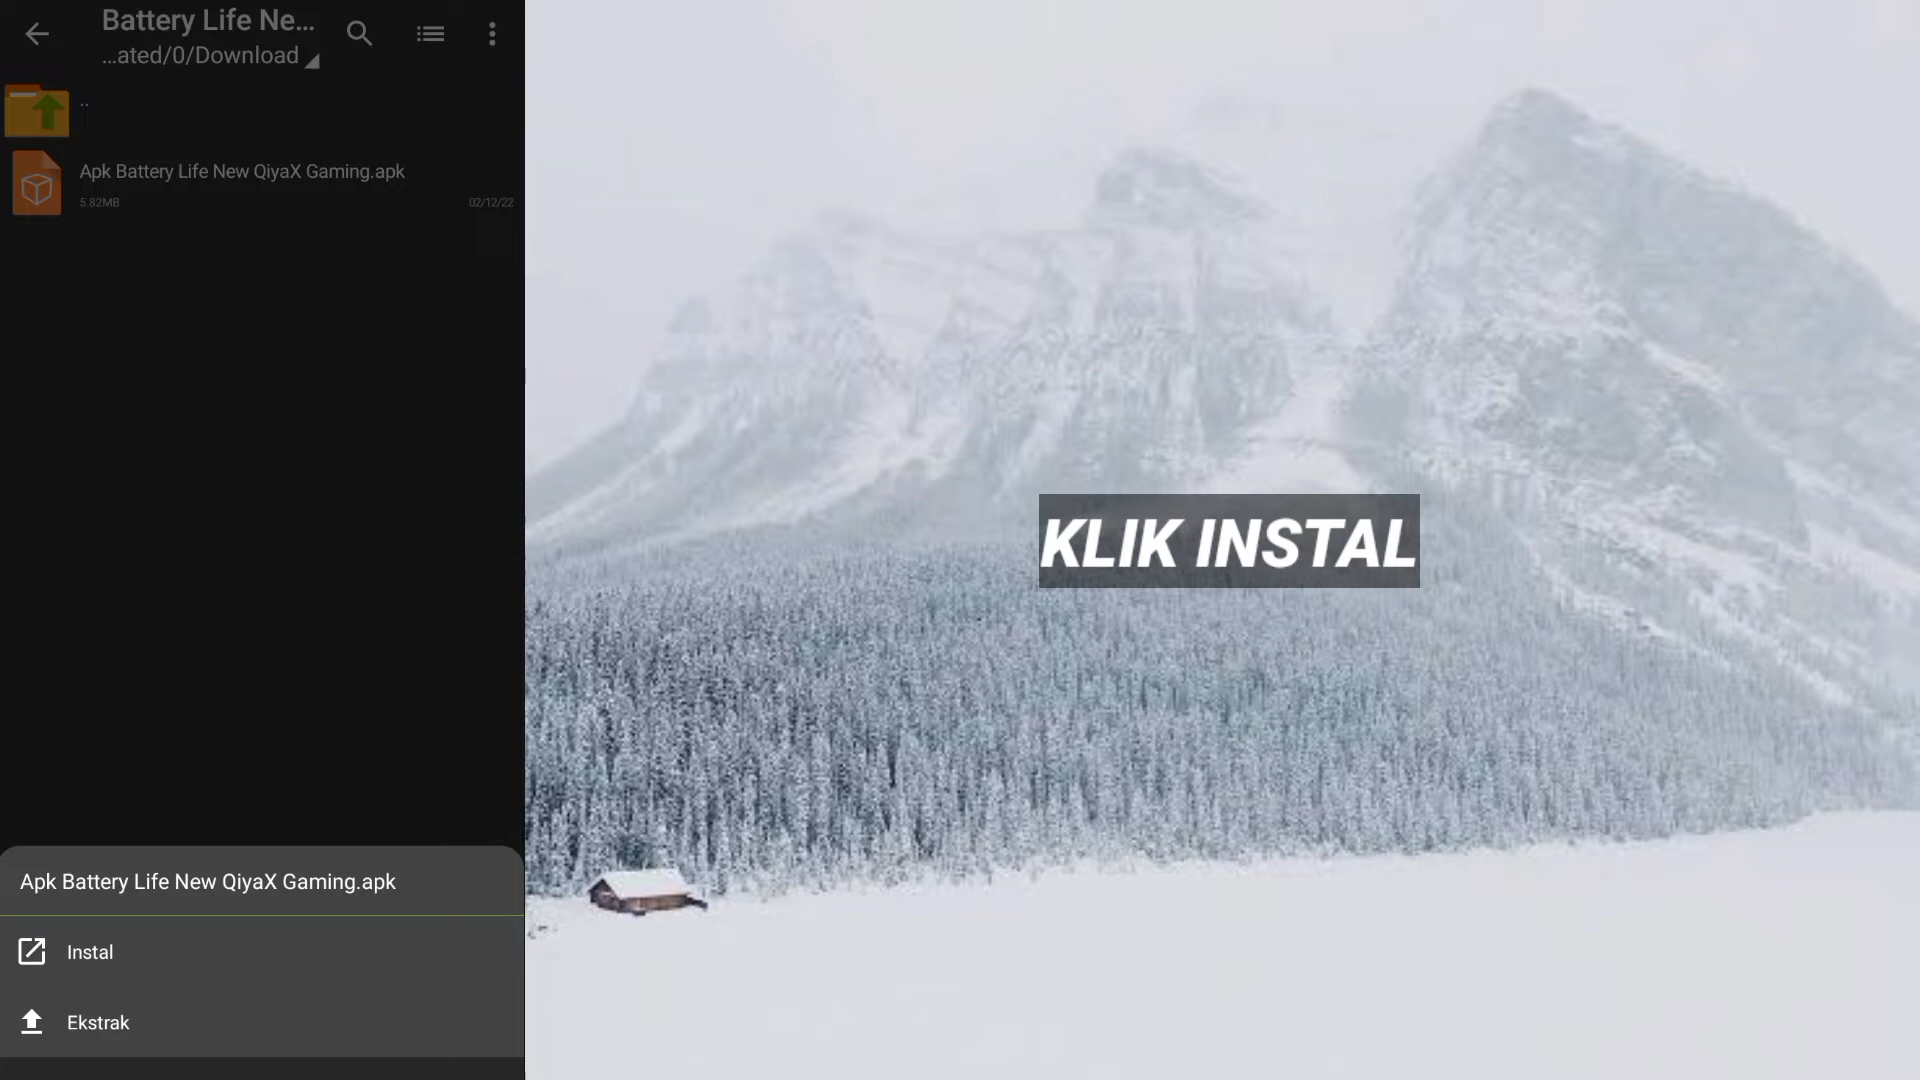 Battery Life Ne...
...ated/0/Download
..
Apk Battery Life New QiyaX Gaming.apk
5.82MB
02/12/22
KLIK INSTAL
Apk Battery Life New QiyaX Gaming.apk
Instal
Ekstrak